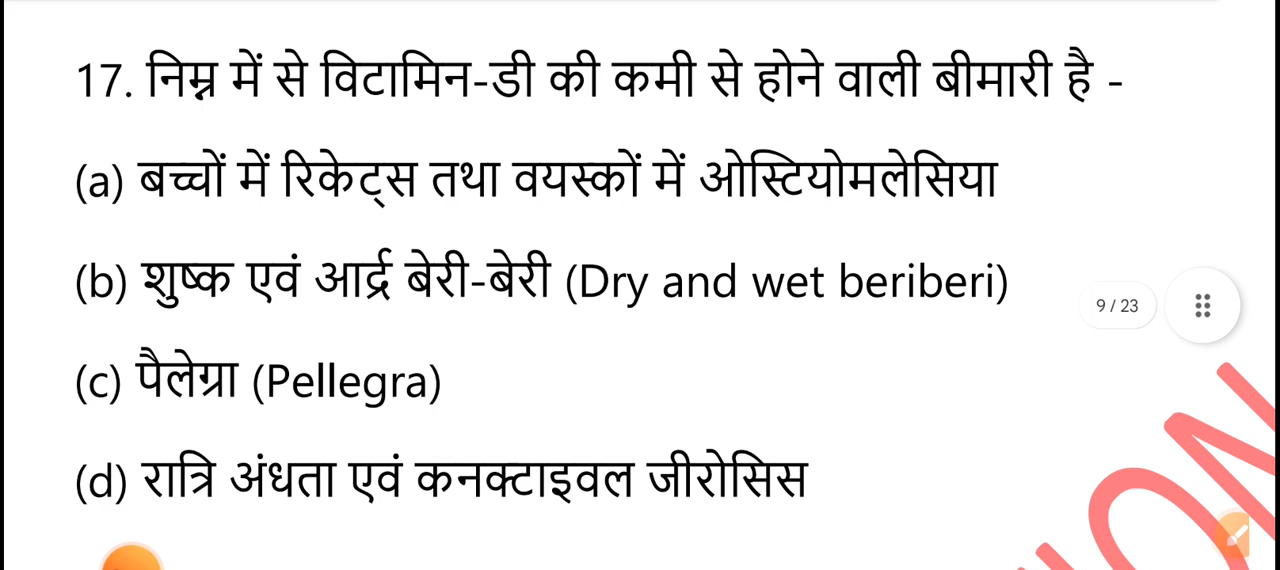 17. निम्न में से विटामिन-डी की कमी से होने वाली बीमारी है -
(a) बच्चों में रिकेट्स तथा वयस्कों में ओस्टियोमलेसिया
(b) शुष्क एवं आर्द्र बेरी-बेरी (Dry and wet beriberi)
9 / 23
(c) पैलेग्रा (Pellegra)
(d) रात्रि अंधता एवं कनक्टाइवल जीरोसिस